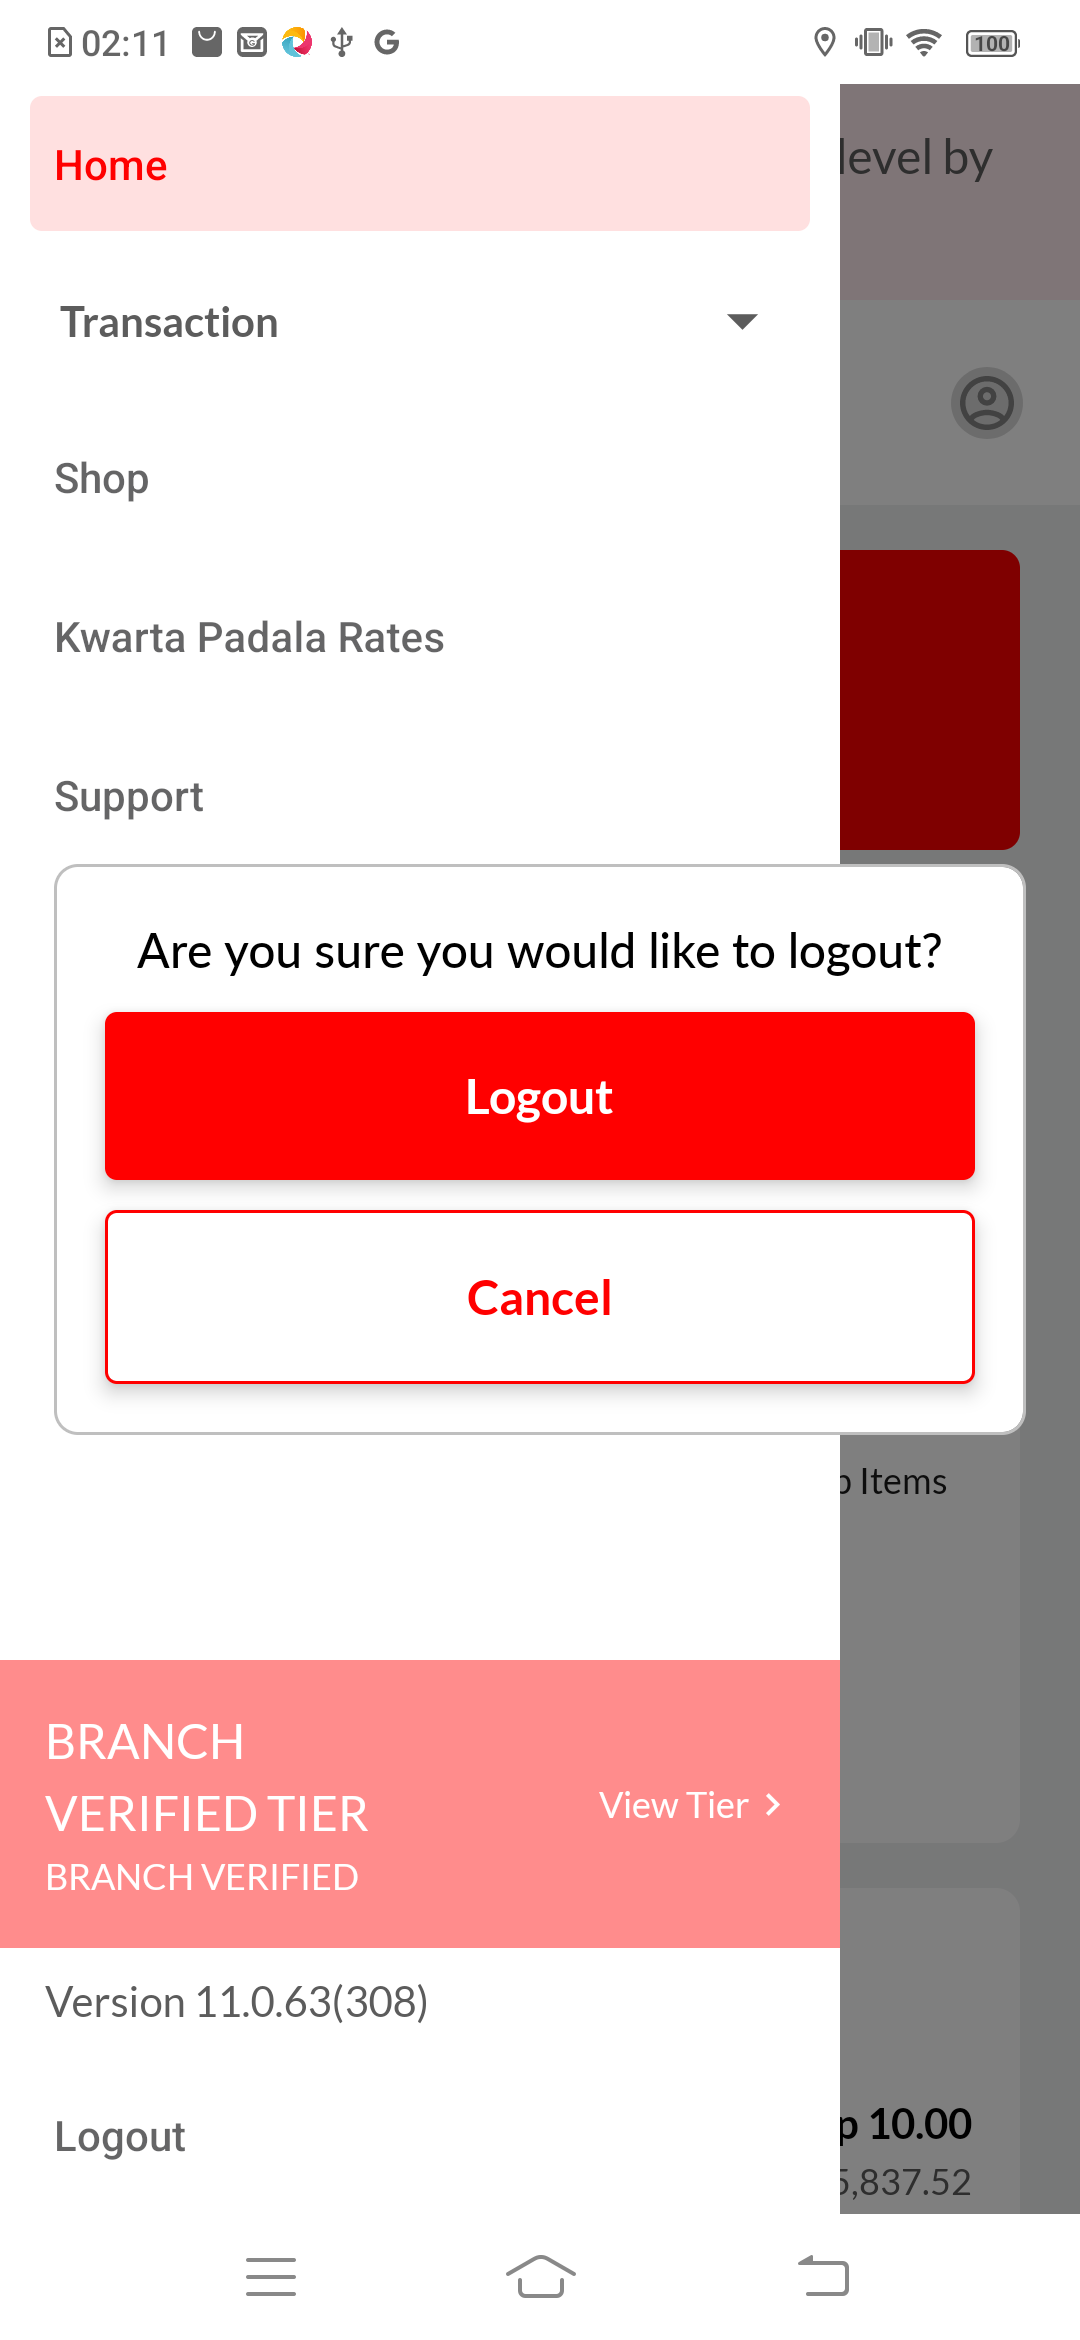 02:11
100
level by
Home
Transaction
Shop
Kwarta Padala Rates
Support
Are you sure you would like to logout?
Logout
Cancel
Items
BRANCH
VERIFIED TIER
BRANCH VERIFIED
View Tier
Version 11.0.63(308)
Logout
p 10.00
5,837.52